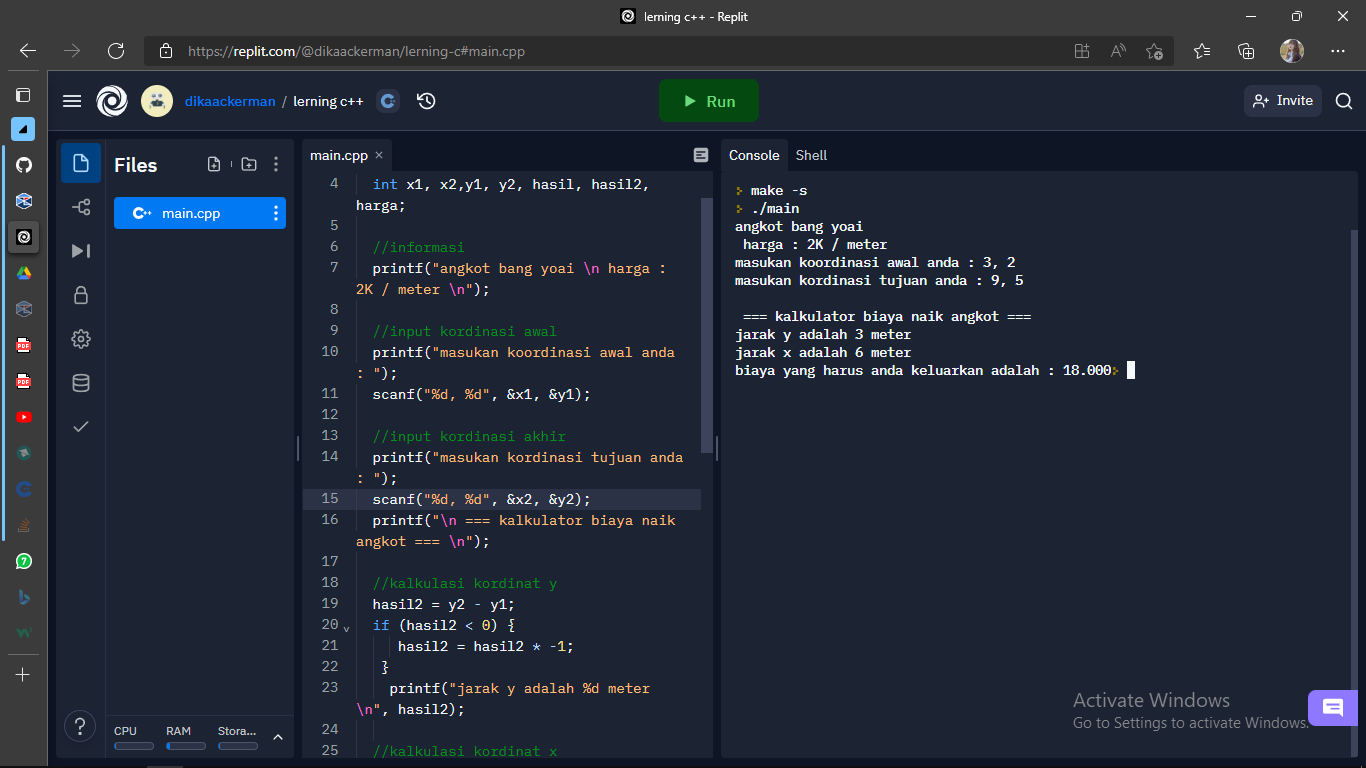 lerning c++ - Replit
https://replit.com/@dikaackerman/lerning-c#main.cpp
dikaackerman / lerning c++
Run
Invite
Files
main.cpp
CPU
RAM
Stora...
main.cpp
4 int x1, x2,y1, y2, hasil, hasil2,
harga;
5
6 //informasi
7 printf("angkot bang yoai \n harga :
2K / meter \n");
8
9 //input kordinasi awal
10 printf("masukan koordinasi awal anda
: ");
11 scanf("%d, %d", &x1, &y1);
12
13 //input kordinasi akhir
14 printf("masukan kordinasi tujuan anda
: ");
15 scanf("%d, %d", &x2, &y2);
16 printf("\n === kalkulator biaya naik
angkot === \n");
17
18 //kalkulasi kordinat y
19 hasil2 = y2 - y1;
20 if (hasil2 < 0) {
21 hasil2 = hasil2 * -1;
22 }
23 printf("jarak y adalah %d meter
\n", hasil2);
24
25 //kalkulasi kordinat x
Console
Shell
make -s
./main
angkot bang yoai
harga : 2K / meter
masukan koordinasi awal anda : 3, 2
masukan kordinasi tujuan anda : 9, 5
=== kalkulator biaya naik angkot ===
jarak y adalah 3 meter
jarak x adalah 6 meter
biaya yang harus anda keluarkan adalah : 18.000
Activate Windows
Go to Settings to activate Windows.